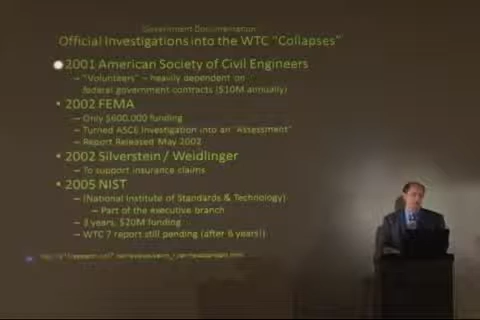 Government Documentation
Official Investigations into the WTC "Collapses"
2001 American Society of Civil Engineers
– "Volunteers" – heavily dependent on
federal government contracts ($10M annually)
• 2002 FEMA
– Only $600,000 funding
– Turned ASCE Investigation into an "Assessment"
– Report Released May 2002
• 2002 Silverstein / Weidlinger
– To support insurance claims
• 2005 NIST
– (National Institute of Standards & Technology)
– Part of the executive branch
– 3 years, $20M funding
– WTC 7 report still pending (after 6 years!)